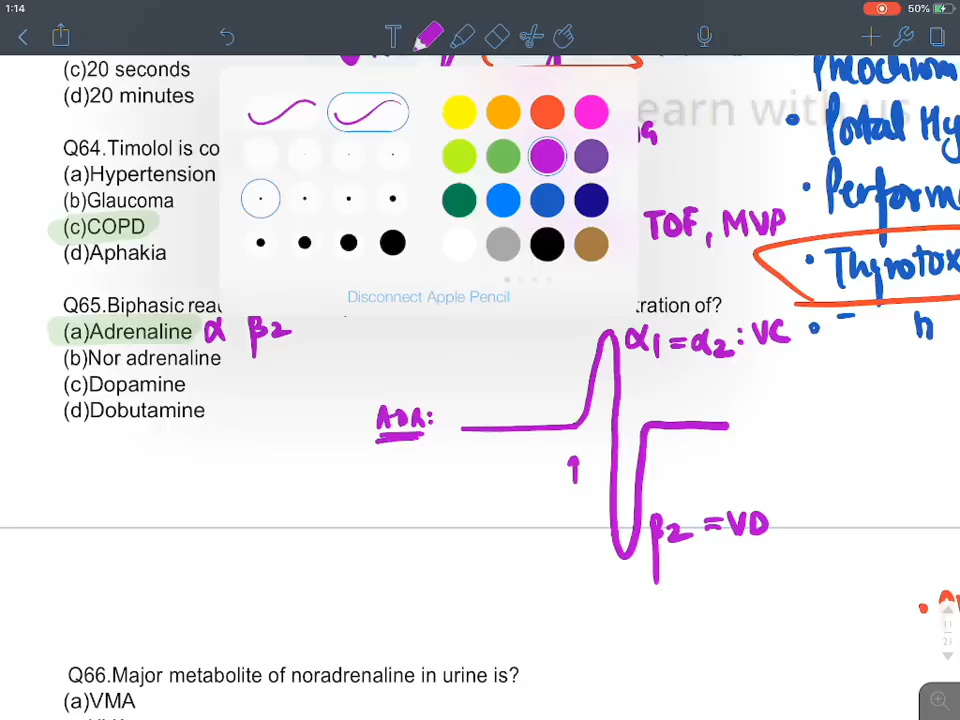 1:14
50%
T
(c)20 seconds
(d)20 minutes
earn with us
Pheochrom
Portal Hy
Q64.Timolol is co
(a)Hypertension
(b)Glaucoma
Performa
(c)COPD
TOF, MVP
(d)Aphakia
Thyrotox
Disconnect Apple Pencil
Q65.Biphasic rea
tration of?
(a)Adrenaline α β2
α1 = α2 : VC
(b)Nor adrenaline
(c)Dopamine
(d)Dobutamine
ADR:
β2 = VD
Q66.Major metabolite of noradrenaline in urine is?
(a)VMA